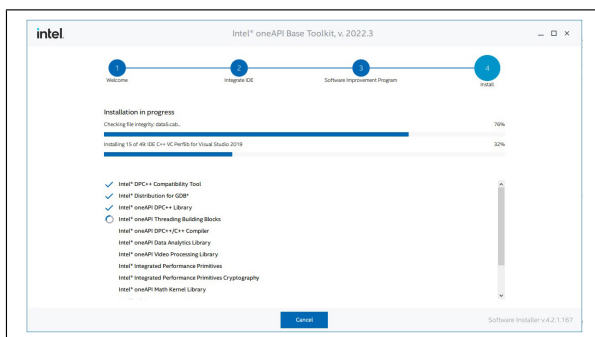 intel.
Intel® oneAPI Base Toolkit, v. 2022.3
1
2
3
4
Welcome
Integrate IDE
Software Improvement Program
Install
Installation in progress
Checking file integrity: data5.cab..
76%
Installing 15 of 49: IDE C++ VC Perflib for Visual Studio 2019
32%
Intel® DPC++ Compatibility Tool
Intel® Distribution for GDB*
Intel® oneAPI DPC++ Library
Intel® oneAPI Threading Building Blocks
Intel® oneAPI DPC++/C++ Compiler
Intel® oneAPI Data Analytics Library
Intel® oneAPI Video Processing Library
Intel® Integrated Performance Primitives
Intel® Integrated Performance Primitives Cryptography
Intel® oneAPI Math Kernel Library
Cancel
Software Installer v.4.2.1.167